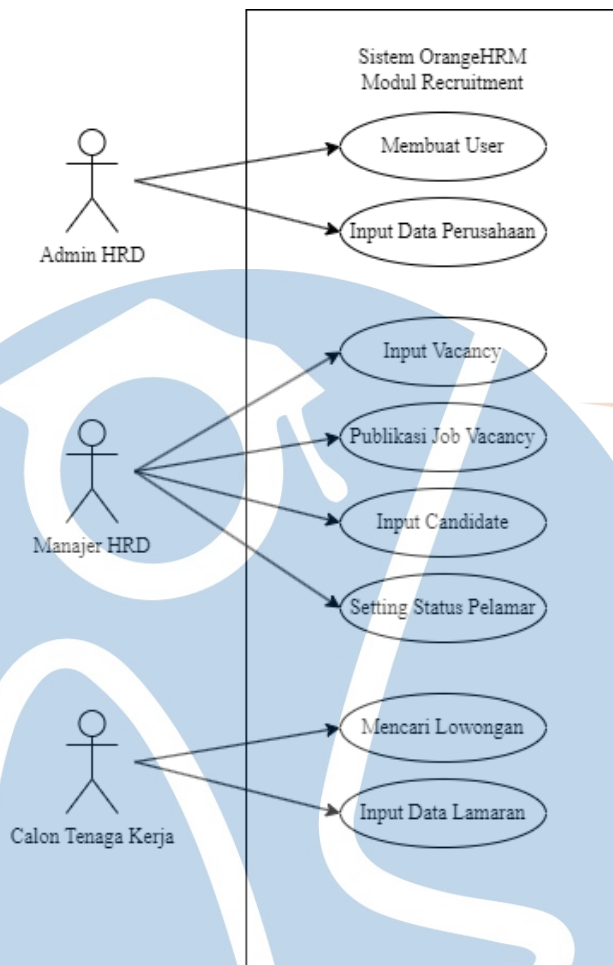 Sistem OrangeHRM
Modul Recruitment
Membuat User
Input Data Perusahaan
Admin HRD
Input Vacancy
Publikasi Job Vacancy
Input Candidate
Manajer HRD
Setting Status Pelamar
Mencari Lowongan
Input Data Lamaran
Calon Tenaga Kerja